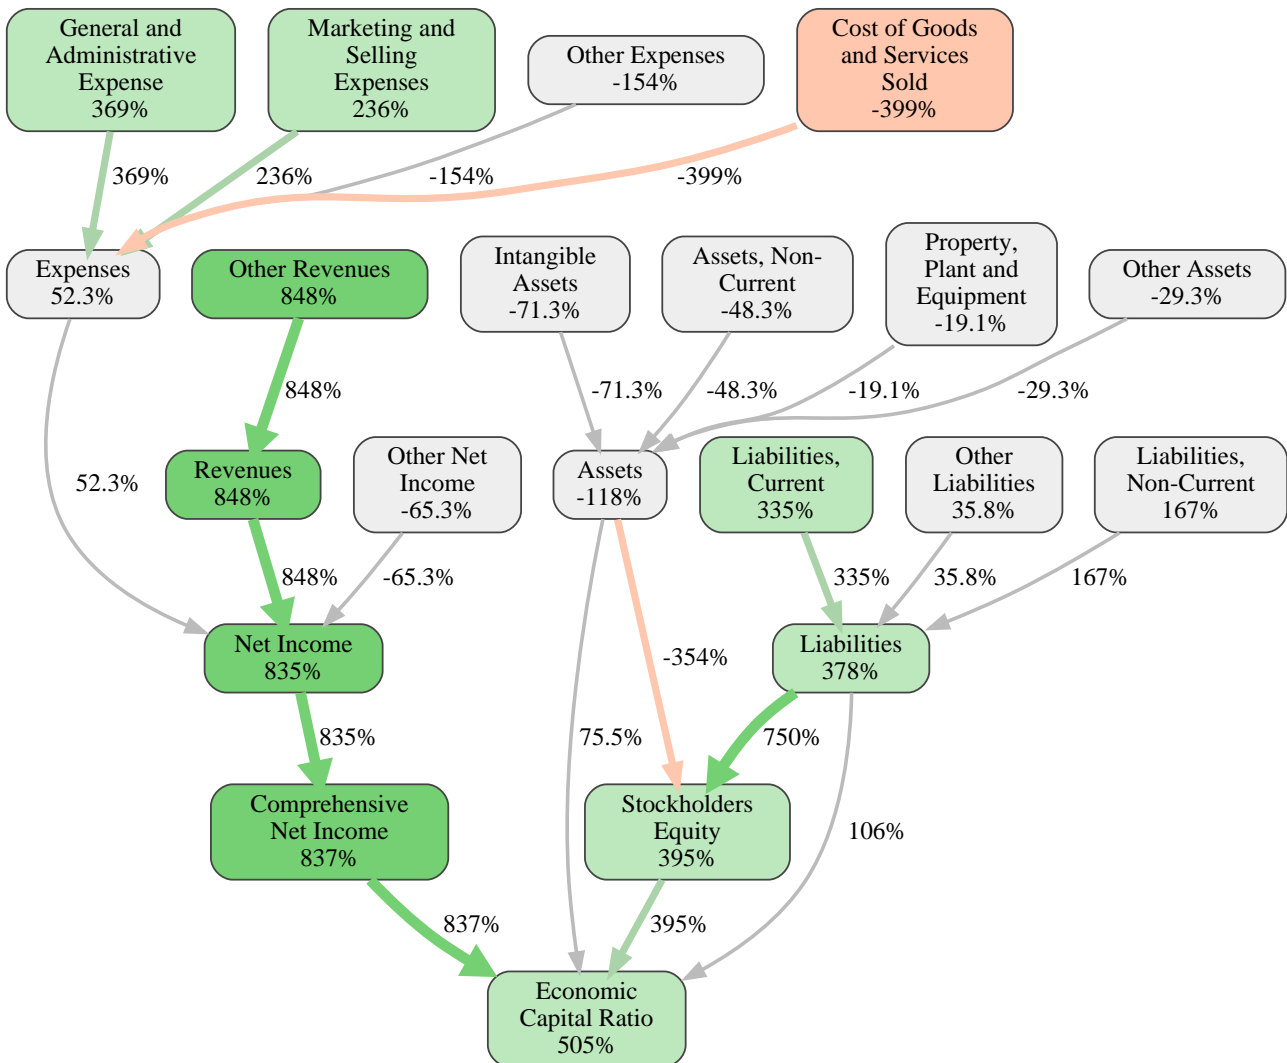 General and
Administrative
Expense
369%
Marketing and
Selling
Expenses
236%
Other Expenses
-154%
Cost of Goods
and Services
Sold
-399%
369%
236%
-154%
-399%
Expenses
52.3%
Other Revenues
848%
Intangible
Assets
-71.3%
Assets, Non-
Current
-48.3%
Property,
Plant and
Equipment
-19.1%
Other Assets
-29.3%
848%
-71.3%
-48.3%
-19.1%
-29.3%
52.3%
Revenues
848%
Other Net
Income
-65.3%
Assets
-118%
Liabilities,
Current
335%
Other
Liabilities
35.8%
Liabilities,
Non-Current
167%
848%
-65.3%
335%
35.8%
167%
Net Income
835%
-354%
Liabilities
378%
835%
75.5%
750%
Comprehensive
Net Income
837%
Stockholders
Equity
395%
106%
837%
395%
Economic
Capital Ratio
505%